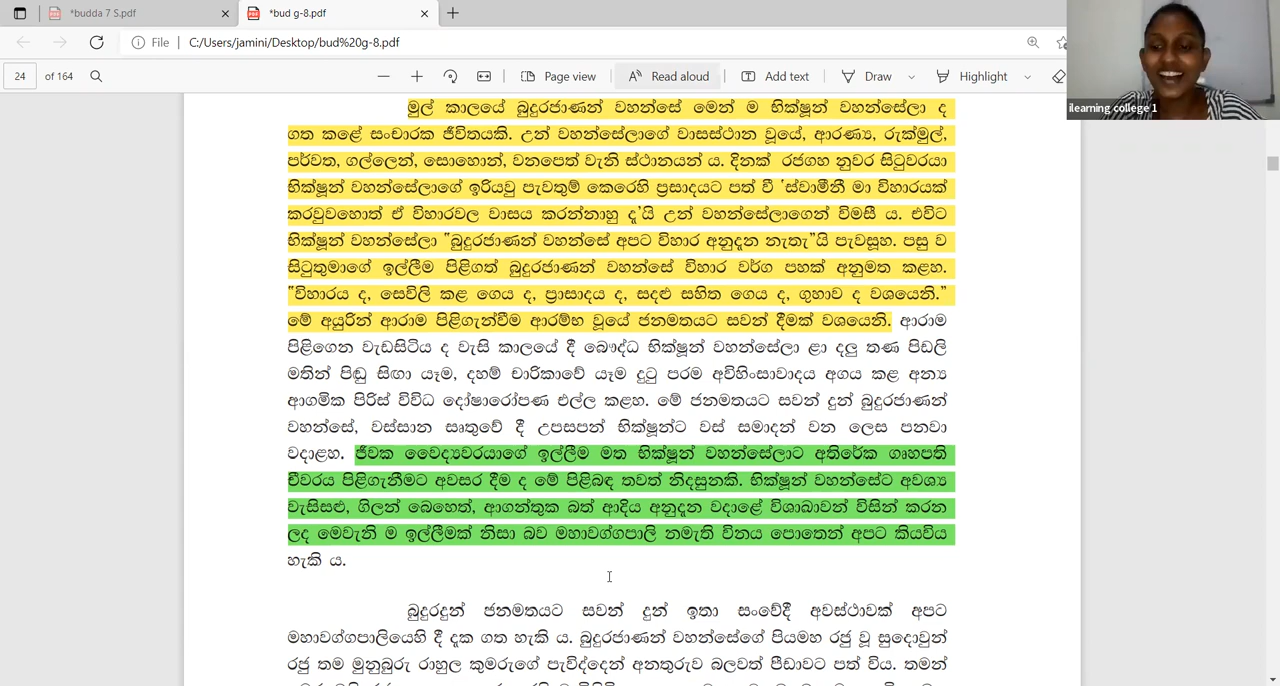 *budda 7 S.pdf
*bud g-8.pdf
File
C:/Users/jamini/Desktop/bud%20g-8.pdf
24 of 164
Page view
Read aloud
Add text
Draw
Highlight
ilearning college 1
මුල් කාලයේ බුදුරජාණන් වහන්සේ මෙන් ම භික්ෂූන් වහන්සේලා ද
ගත කළේ සංචාරක ජීවිතයකි. උන් වහන්සේලාගේ වාසස්ථාන වූයේ, ආරණ්‍ය, රුක්මුල්,
පර්වත, ගල්ලෙන්, සොහොන්, වනපෙත් වැනි ස්ථානයන් ය. දිනක් රජගහ නුවර සිටුවරයා
භික්ෂූන් වහන්සේලාගේ ඉරියවු පැවතුම් කෙරෙහි ප්‍රසාදයට පත් වී 'ස්වාමීනී මා විහාරයක්
කරවුවහොත් ඒ විහාරවල වාසය කරන්නාහු දැ'යි උන් වහන්සේලාගෙන් විමසී ය. එවිට
භික්ෂූන් වහන්සේලා "බුදුරජාණන් වහන්සේ අපට විහාර අනුදැන නැතැ"යි පැවසූහ. පසු ව
සිටුතුමාගේ ඉල්ලීම පිළිගත් බුදුරජාණන් වහන්සේ විහාර වර්ග පහක් අනුමත කළහ.
"විහාරය ද, සෙවිලි කළ ගෙය ද, ප්‍රාසාදය ද, සඳළු සහිත ගෙය ද, ගුහාව ද වශයෙනි."
මේ අයුරින් ආරාම පිළිගැන්වීම ආරම්භ වූයේ ජනමතයට සවන් දීමක් වශයෙනි. ආරාම
පිළිගෙන වැඩසිටිය ද වැසි කාලයේ දී බෞද්ධ භික්ෂූන් වහන්සේලා ළා දලු තණ පිඩලි
මතින් පිඬු සිඟා යෑම, දහම් චාරිකාවේ යෑම දුටු පරම අවිහිංසාවාදය අගය කළ අන්‍ය
ආගමික පිරිස් විවිධ දෝෂාරෝපණ එල්ල කළහ. මේ ජනමතයට සවන් දුන් බුදුරජාණන්
වහන්සේ, වස්සාන සෘතුවේ දී උපසපන් භික්ෂූන්ට වස් සමාදන් වන ලෙස පනවා
වදාළහ. ජීවක වෛද්‍යවරයාගේ ඉල්ලීම මත භික්ෂූන් වහන්සේලාට අතිරේක ගෘහපති
චීවරය පිළිගැනීමට අවසර දීම ද මේ පිළිබඳ තවත් නිදසුනකි. භික්ෂූන් වහන්සේට අවශ්‍ය
වැසිසළු, ගිලන් බෙහෙත්, ආගන්තුක බත් ආදිය අනුදැන වදාළේ විශාඛාවන් විසින් කරන
ලද මෙවැනි ම ඉල්ලීමක් නිසා බව මහාවග්ගපාලි නමැති විනය පොතෙන් අපට කියවිය
හැකි ය.
බුදුරදුන් ජනමතයට සවන් දුන් ඉතා සංවේදී අවස්ථාවක් අපට
මහාවග්ගපාලියෙහි දී දැක ගත හැකි ය. බුදුරජාණන් වහන්සේගේ පියමහ රජු වූ සුදොවුන්
රජු තම මුනුබුරු රාහුල කුමරුගේ පැවිද්දෙන් අනතුරුව බලවත් පීඩාවට පත් විය. තමන්